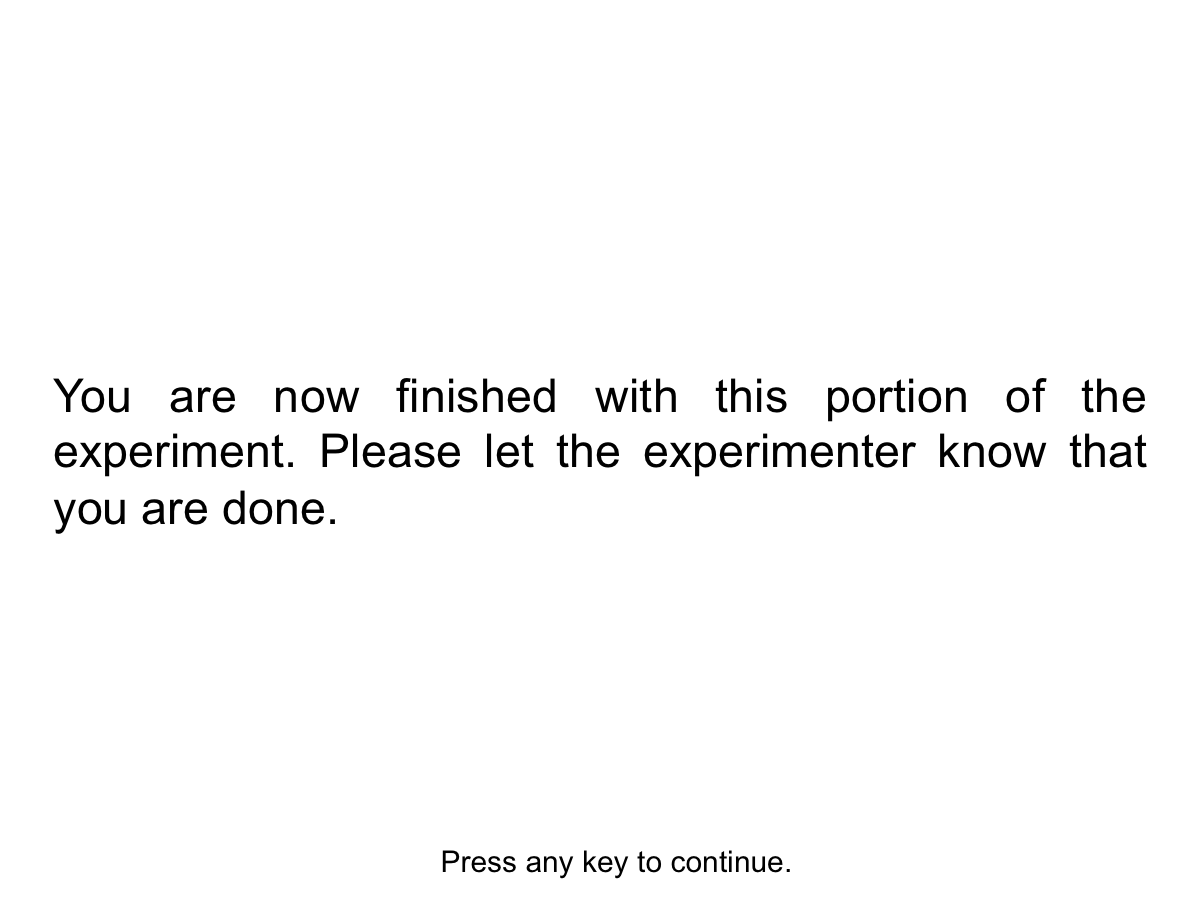 You are now finished with this portion of the
experiment. Please let the experimenter know that
you are done.
Press any key to continue.